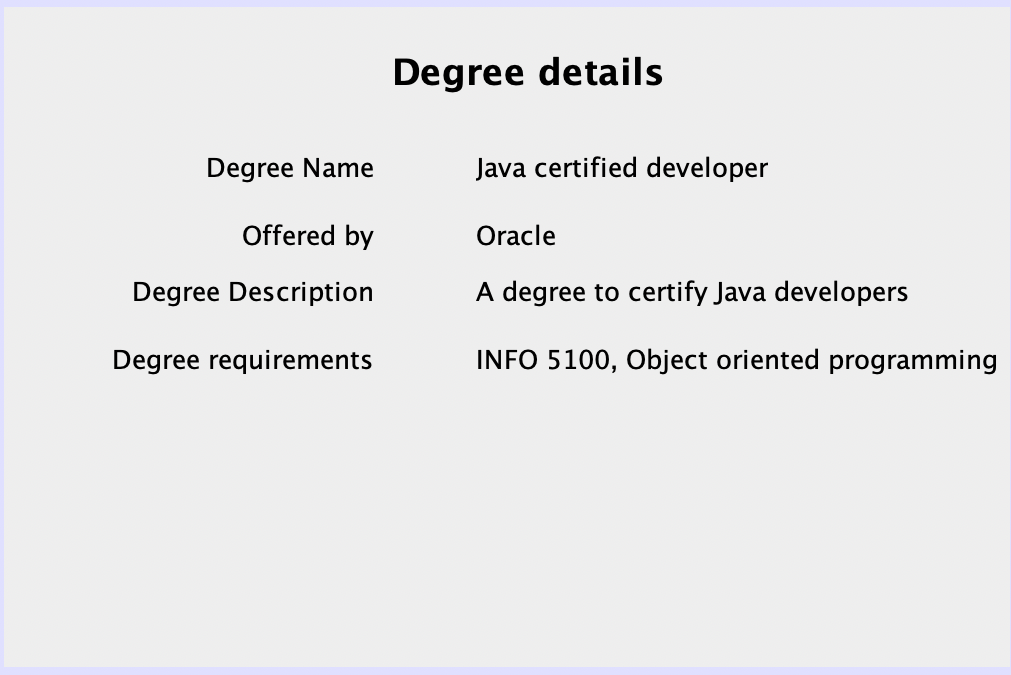 Degree details
Degree Name Java certified developer
Offered by Oracle
Degree Description A degree to certify Java developers
Degree requirements INFO 5100, Object oriented programming